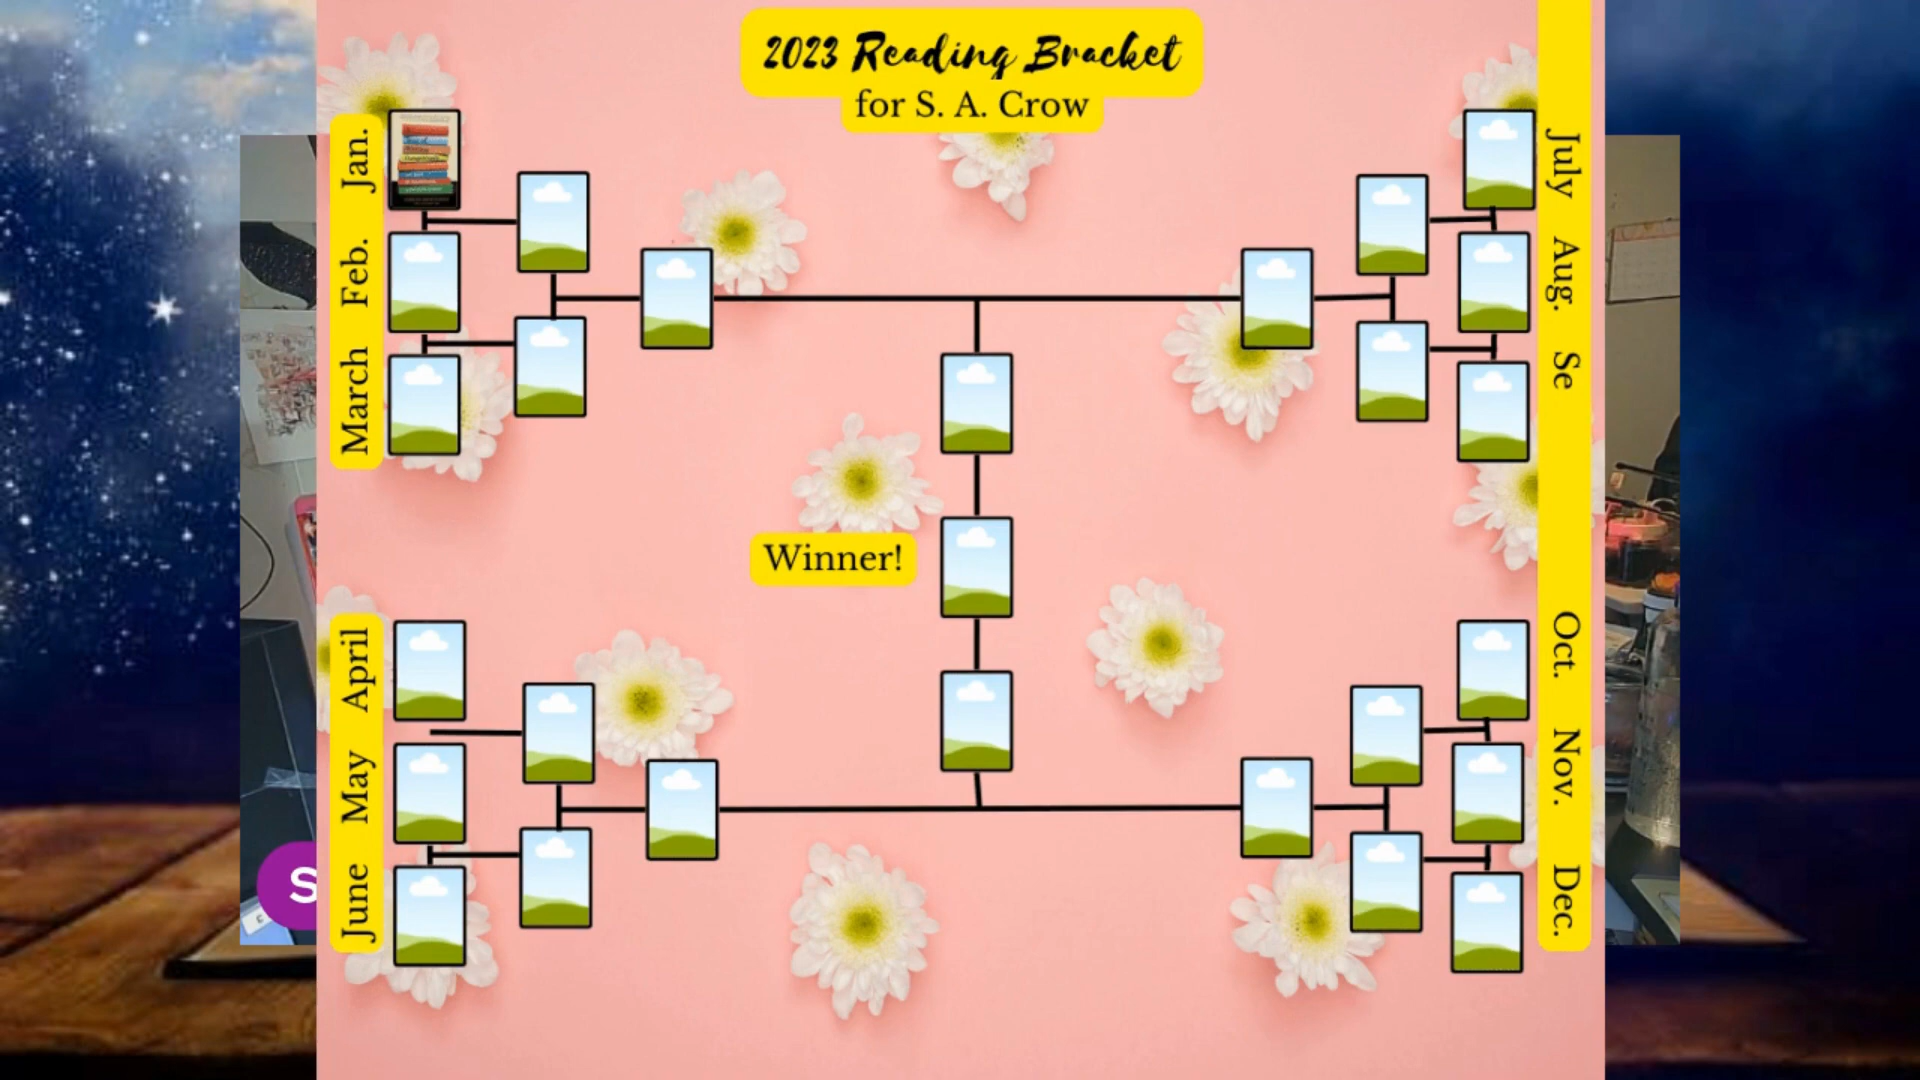 2023 Reading Bracket
for S. A. Crow
Jan.
Feb.
March
April
May
June
Winner!
July
Aug.
Se
Oct.
Nov.
Dec.
S